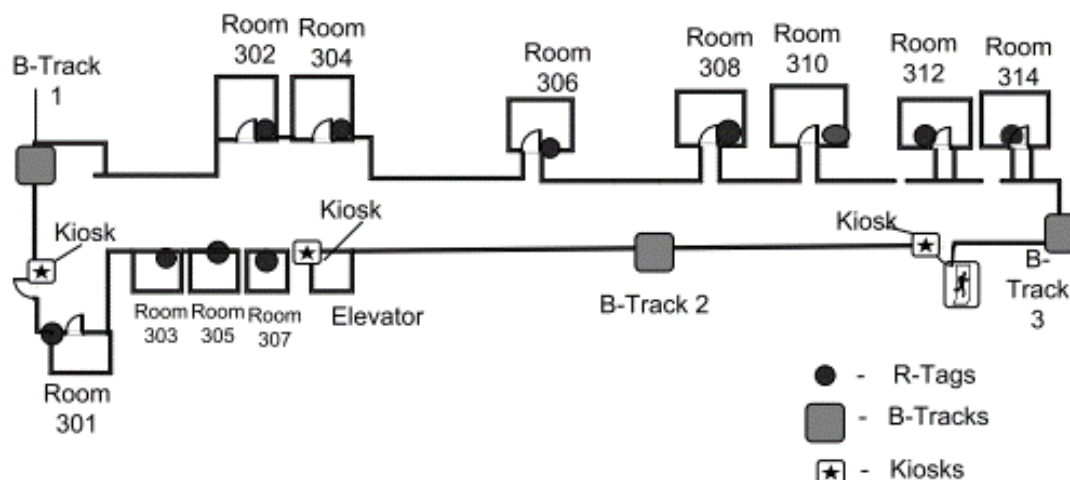 B-Track
1
Room
302
Room
304
Room
306
Room
308
Room
310
Room
312
Room
314
Kiosk
Kiosk
Kiosk
Room
303
Room
305
Room
307
Elevator
B-Track 2
B-
Track
3
Room
301
- R-Tags
- B-Tracks
- Kiosks